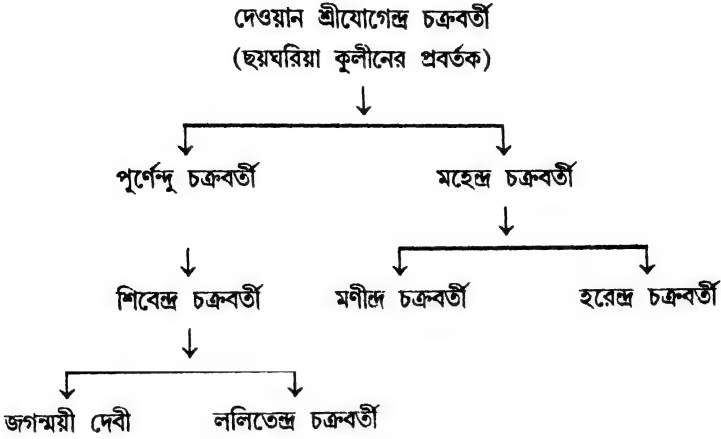 দেওয়ান শ্রীযোগেন্দ্র চক্রবর্তী
(ছয়ঘরিয়া কুলীনের প্রবর্তক)
পূর্ণেন্দু চক্রবর্তী মহেন্দ্র চক্রবর্তী
শিবেন্দ্র চক্রবর্তী মণীন্দ্র চক্রবর্তী হরেন্দ্র চক্রবর্তী
জগন্ময়ী দেবী ললিতেন্দ্র চক্রবর্তী